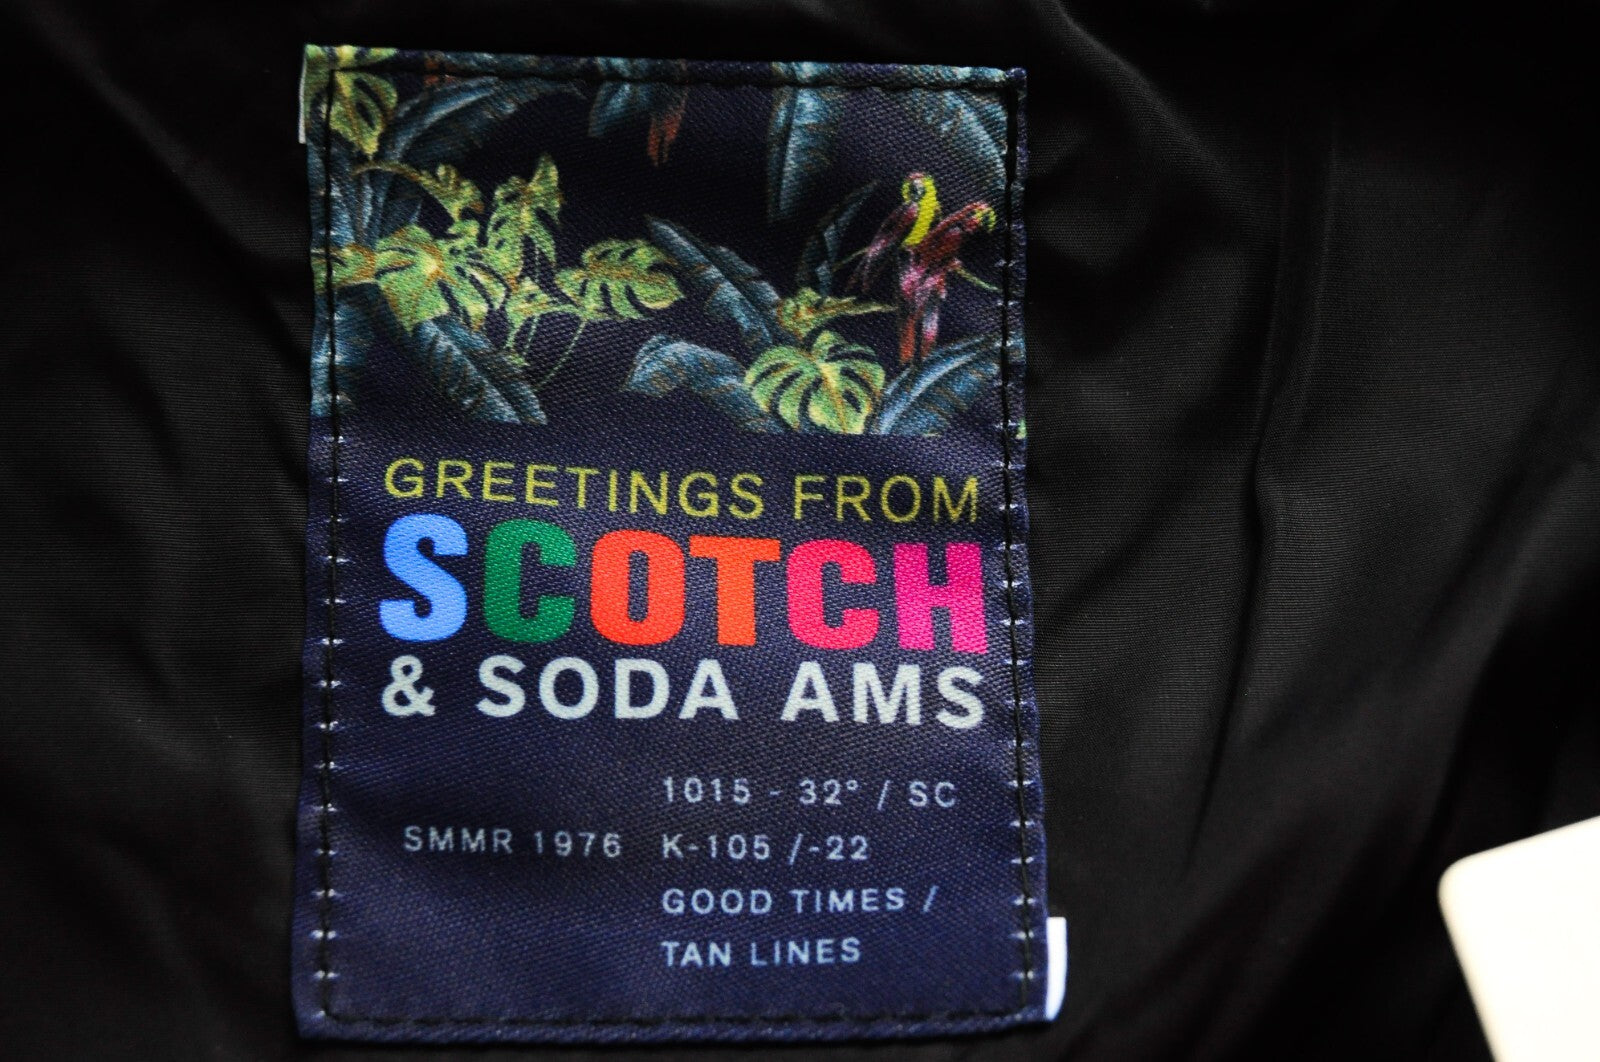 GREETINGS FROM
SCOTCH
& SODA AMS
1015 - 32° / SC
SMMR 1976 K-105 /-22
GOOD TIMES /
TAN LINES